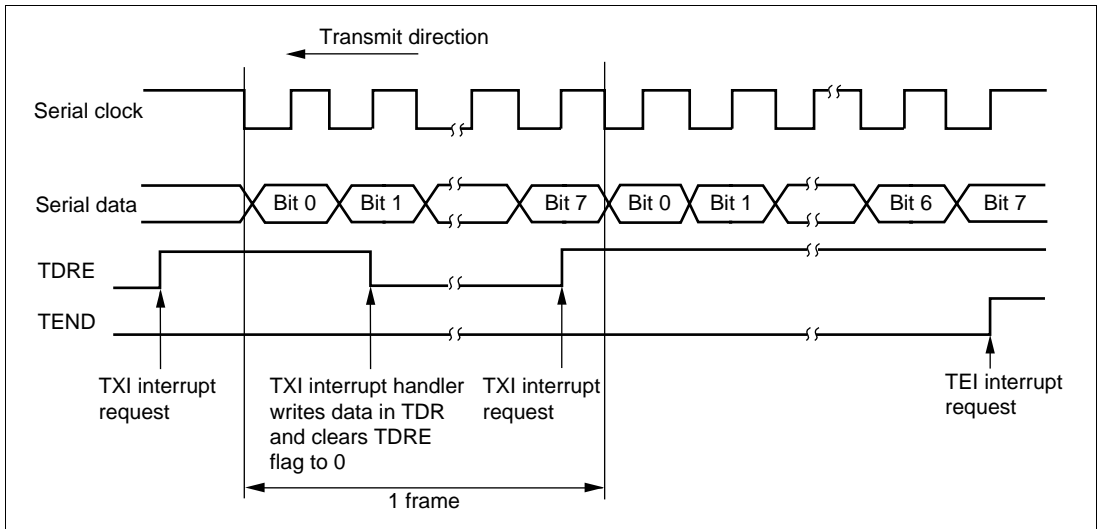 Transmit direction
Serial clock
Serial data
Bit 0
Bit 1
Bit 7
Bit 0
Bit 1
Bit 6
Bit 7
TDRE
TEND
TXI interrupt
request
TXI interrupt handler
writes data in TDR
and clears TDRE
flag to 0
TXI interrupt
request
TEI interrupt
request
1 frame